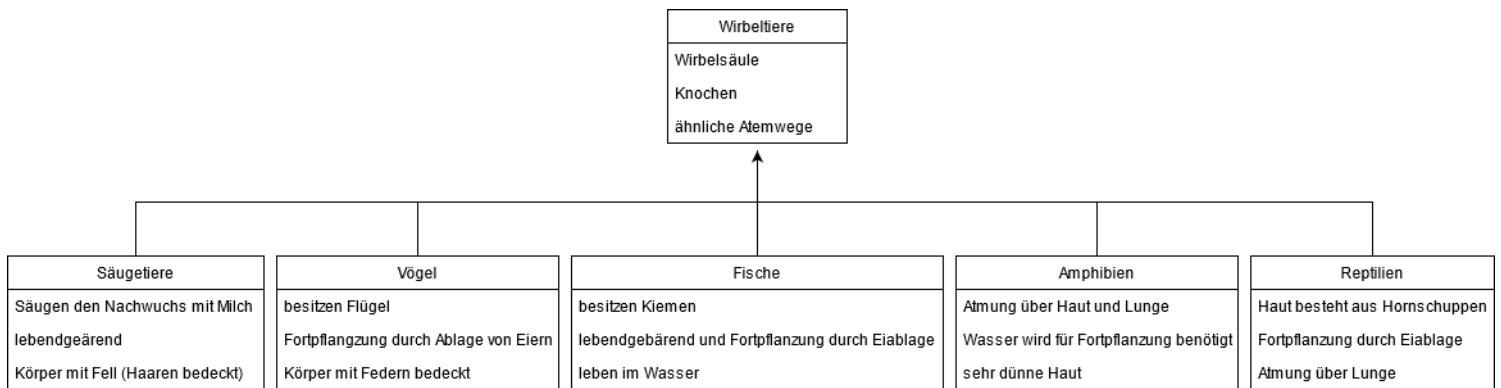 Wirbeltiere
Wirbelsäule
Knochen
ähnliche Atemwege
Säugetiere
Säugen den Nachwuchs mit Milch
lebendgeärend
Körper mit Fell (Haaren bedeckt)
Vögel
besitzen Flügel
Fortpflangzung durch Ablage von Eiern
Körper mit Federn bedeckt
Fische
besitzen Kiemen
lebendgebärend und Fortpflanzung durch Eiablage
leben im Wasser
Amphibien
Atmung über Haut und Lunge
Wasser wird für Fortpflanzung benötigt
sehr dünne Haut
Reptilien
Haut besteht aus Hornschuppen
Fortpflanzung durch Eiablage
Atmung über Lunge